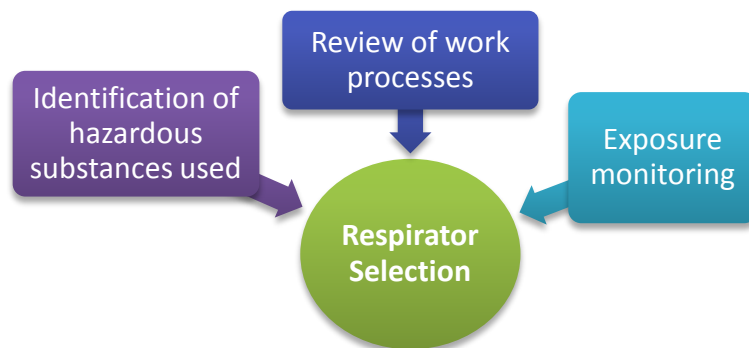 Review of work
processes
Identification of
hazardous
substances used
Exposure
monitoring
Respirator
Selection